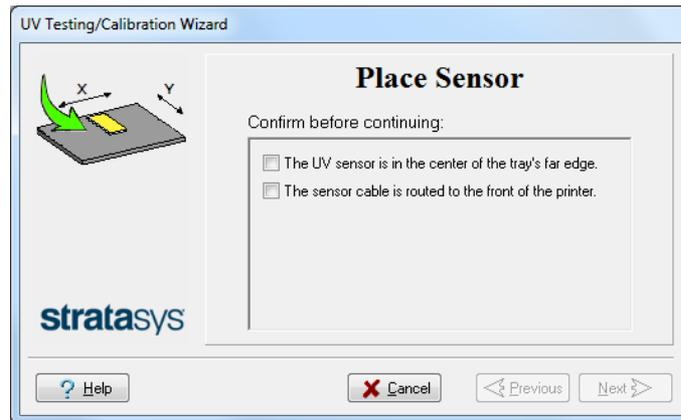 UV Testing/Calibration Wizard
X
Y
Place Sensor
Confirm before continuing:
The UV sensor is in the center of the tray's far edge.
The sensor cable is routed to the front of the printer.
stratasys
? Help
Cancel
Previous
Next